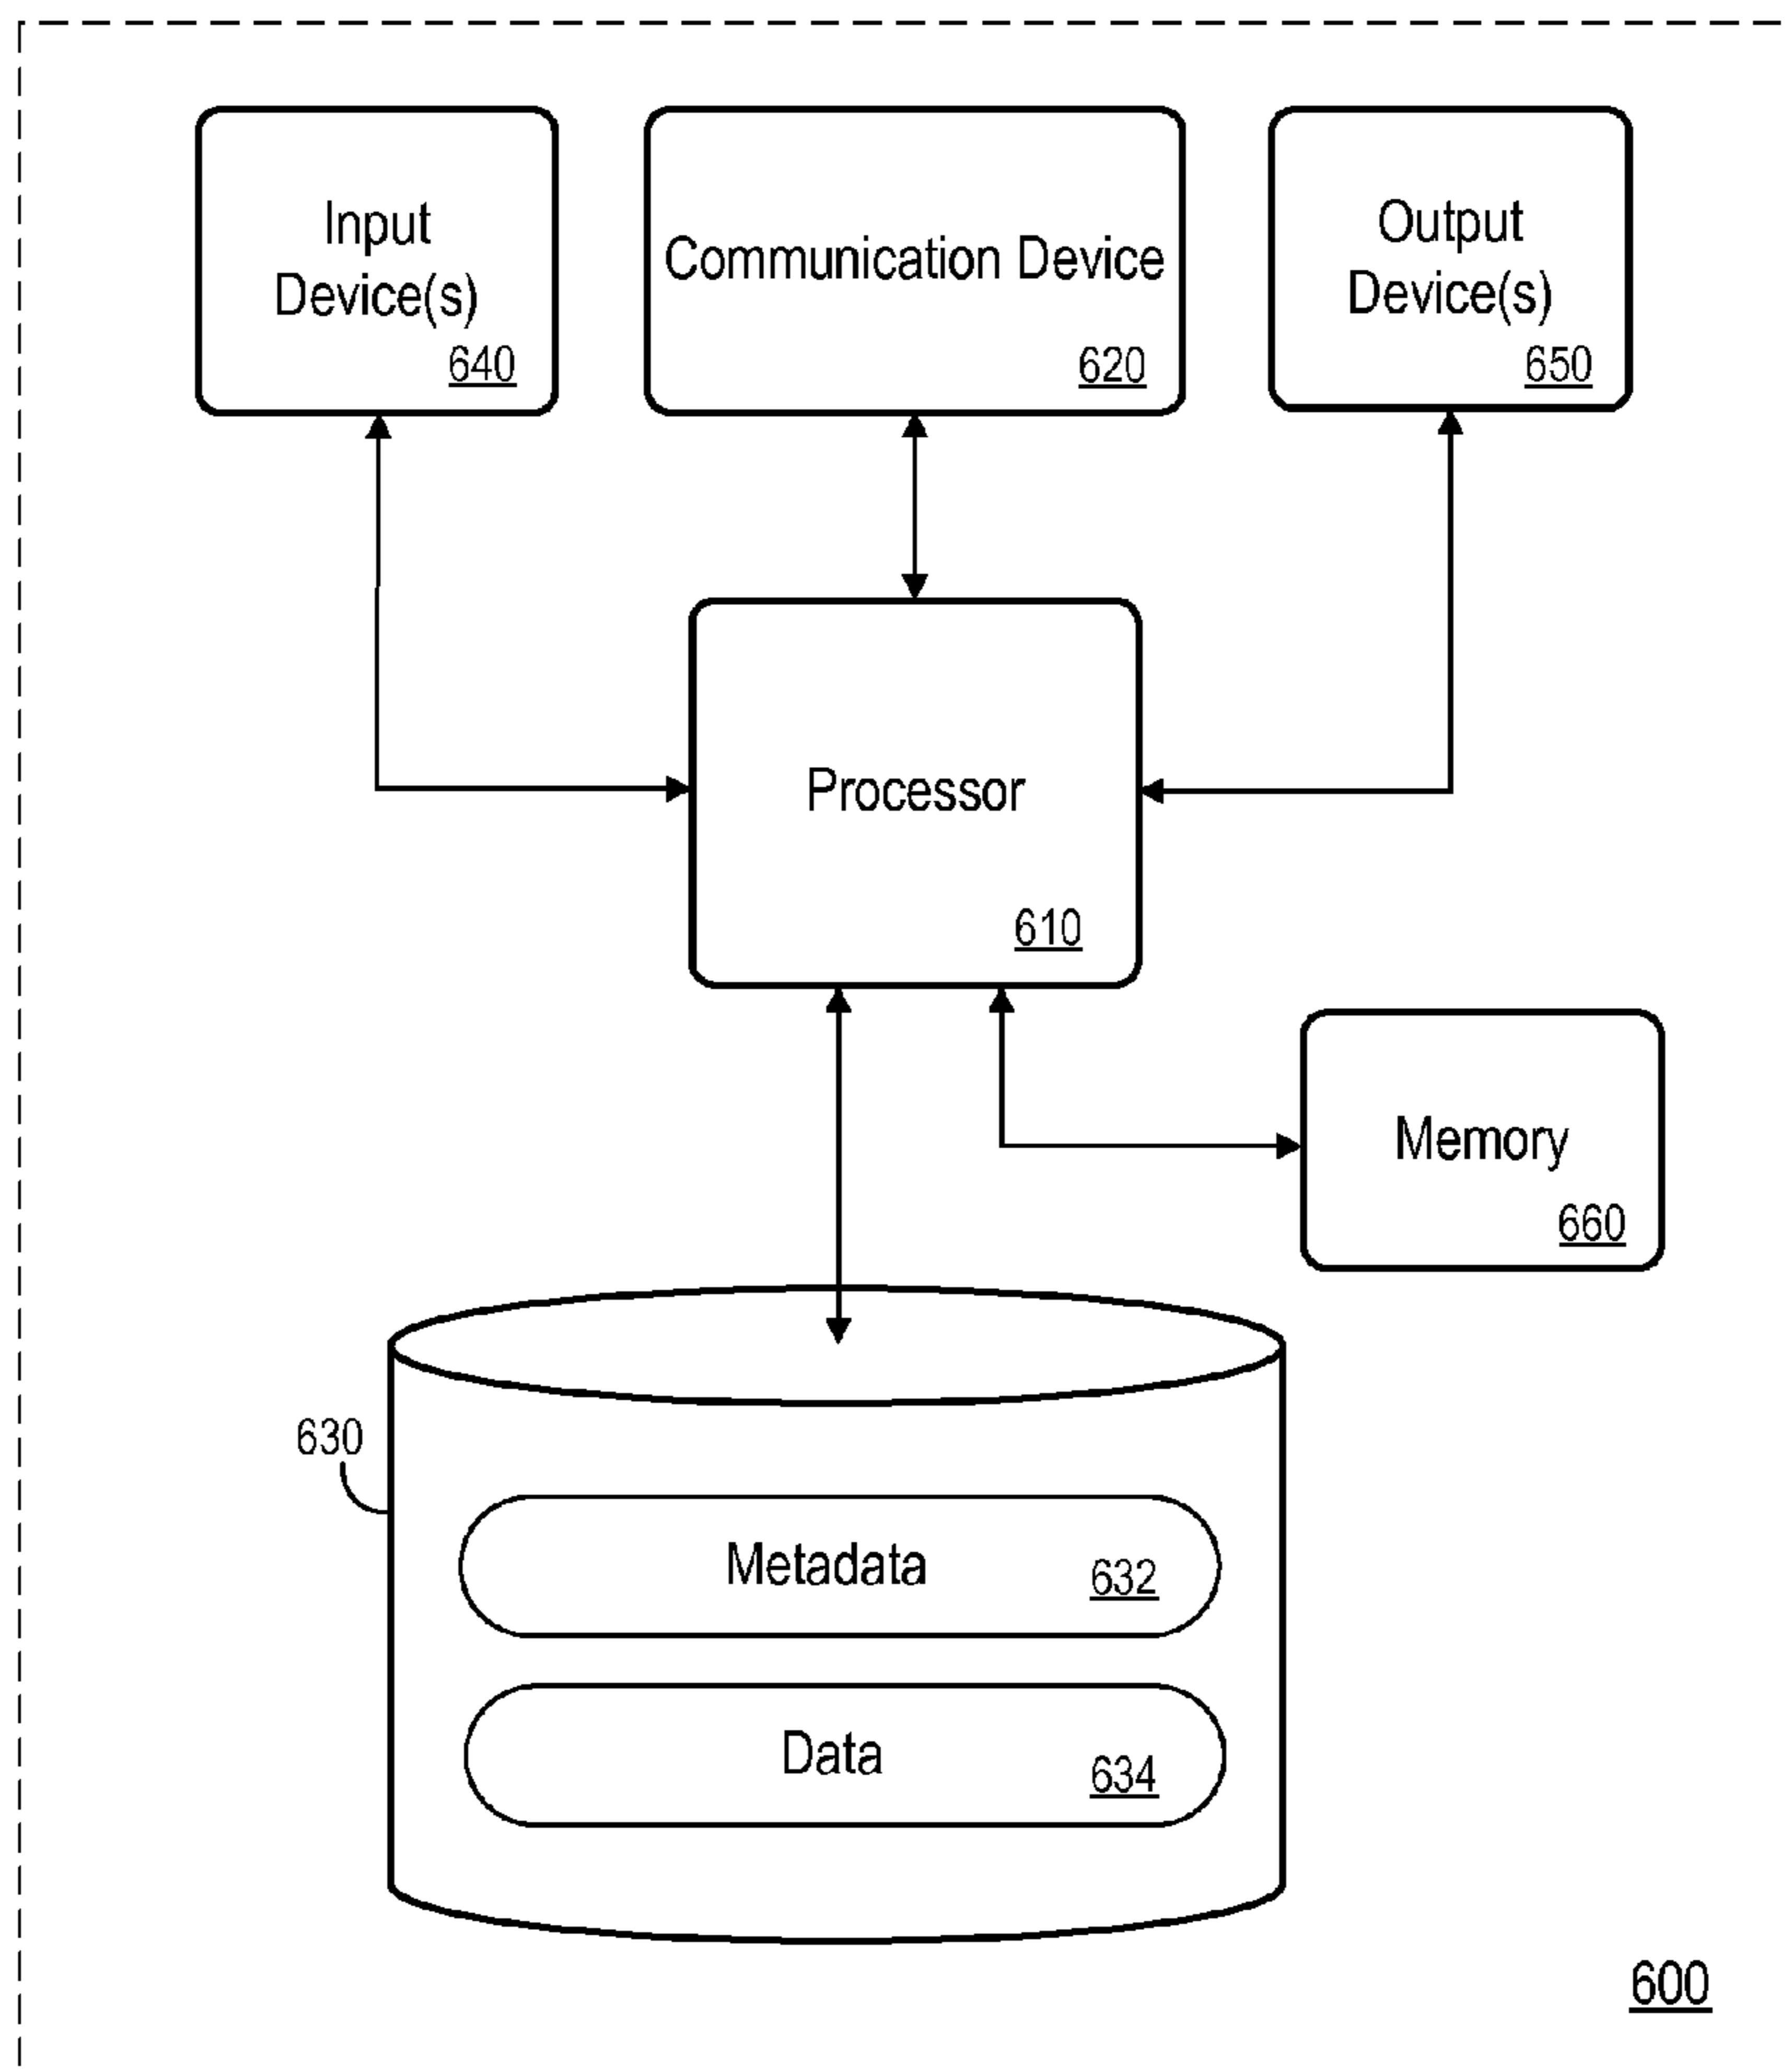 Input
Device(s)
640
Communication Device
620
Output
Device(s)
650
Processor
610
Memory
660
630
Metadata 632
Data 634
600